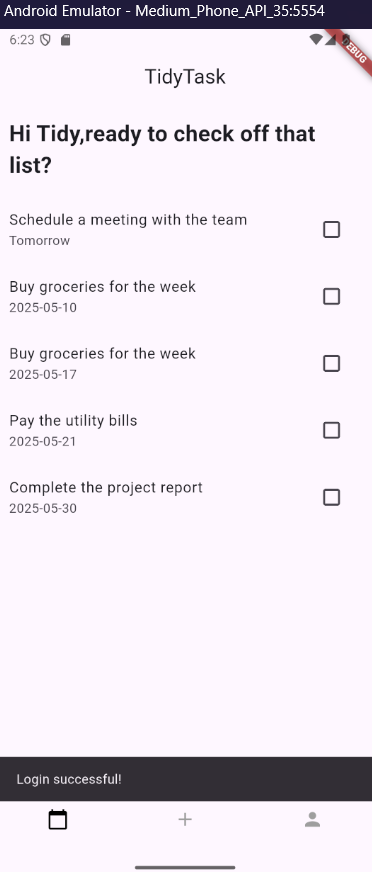 Android Emulator - Medium_Phone_API_35:5554
6:23
DEBUG
TidyTask
Hi Tidy,ready to check off that
list?
Schedule a meeting with the team
Tomorrow
Buy groceries for the week
2025-05-10
Buy groceries for the week
2025-05-17
Pay the utility bills
2025-05-21
Complete the project report
2025-05-30
Login successful!